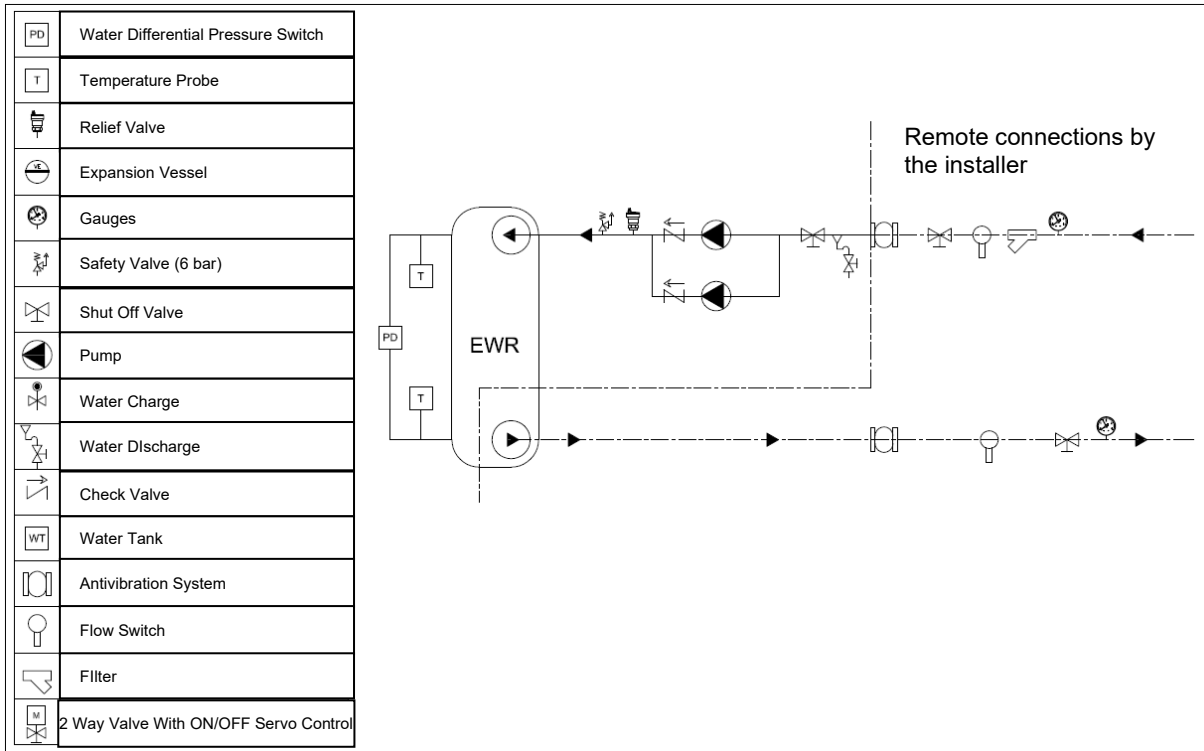 PD Water Differential Pressure Switch
T Temperature Probe
Relief Valve
VE Expansion Vessel
Gauges
Safety Valve (6 bar)
Shut Off Valve
Pump
Water Charge
Water DIscharge
Check Valve
WT Water Tank
Antivibration System
Flow Switch
FIlter
M 2 Way Valve With ON/OFF Servo Control
Remote connections by
the installer
T
PD
EWR
T